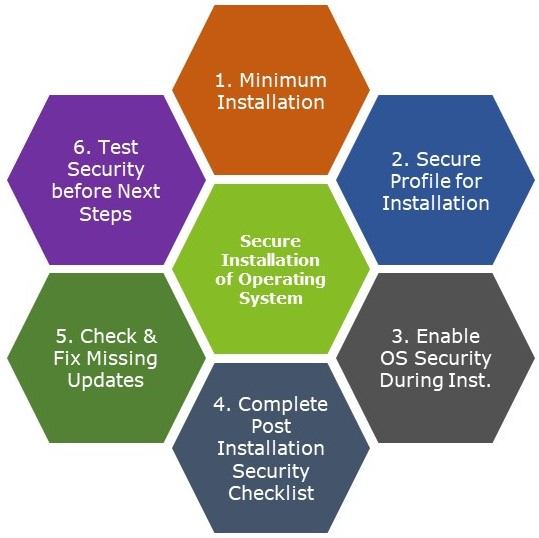 1. Minimum
Installation
2. Secure
Profile for
Installation
3. Enable
OS Security
During Inst.
4. Complete
Post
Installation
Security
Checklist
5. Check &
Fix Missing
Updates
6. Test
Security
before Next
Steps
Secure
Installation
of Operating
System